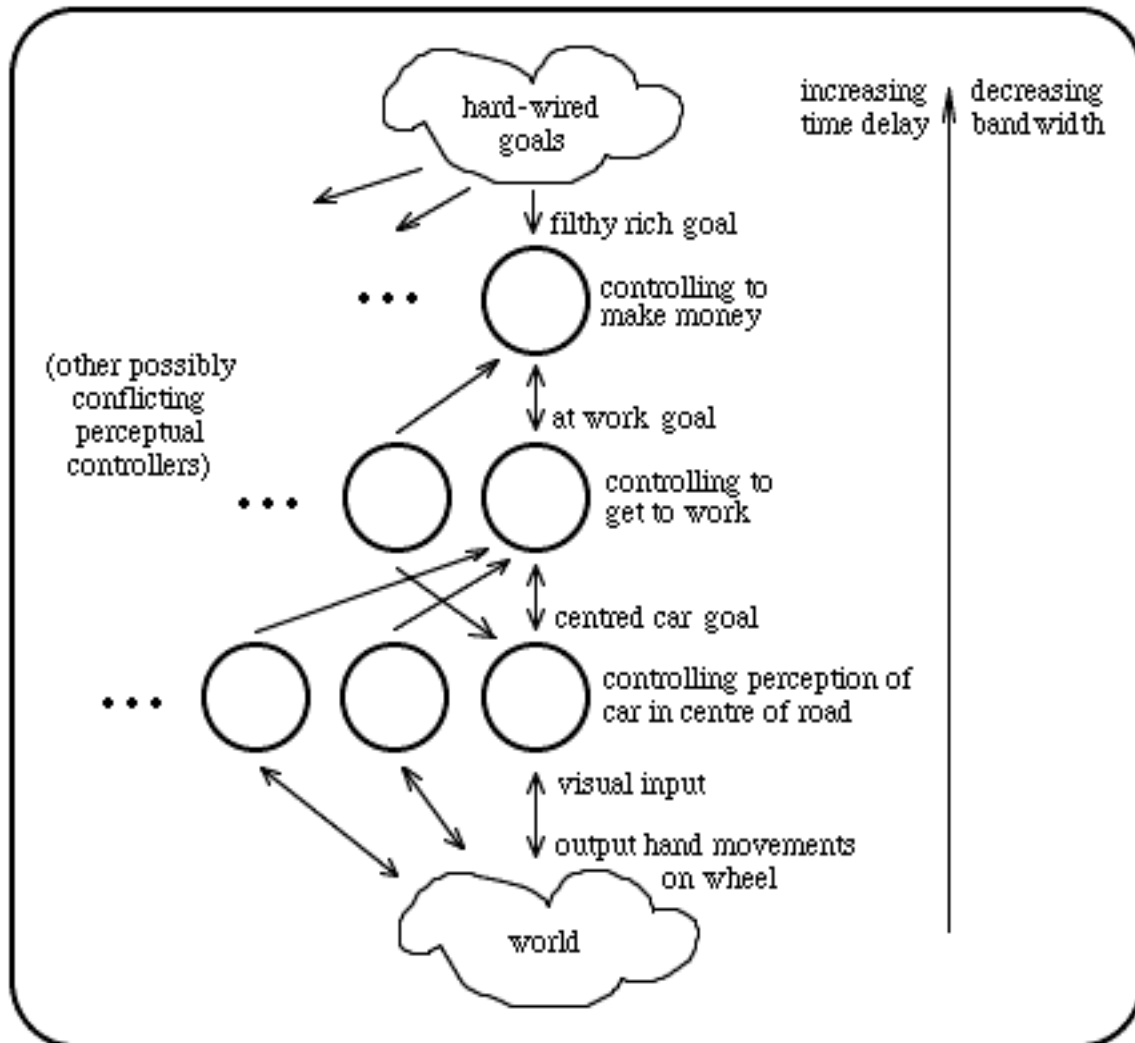 hard-wired
goals
increasing
time delay
decreasing
bandwidth
filthy rich goal
...
controlling to
make money
(other possibly
conflicting
perceptual
controllers)
at work goal
...
controlling to
get to work
centred car goal
...
controlling perception of
car in centre of road
visual input
output hand movements
on wheel
world